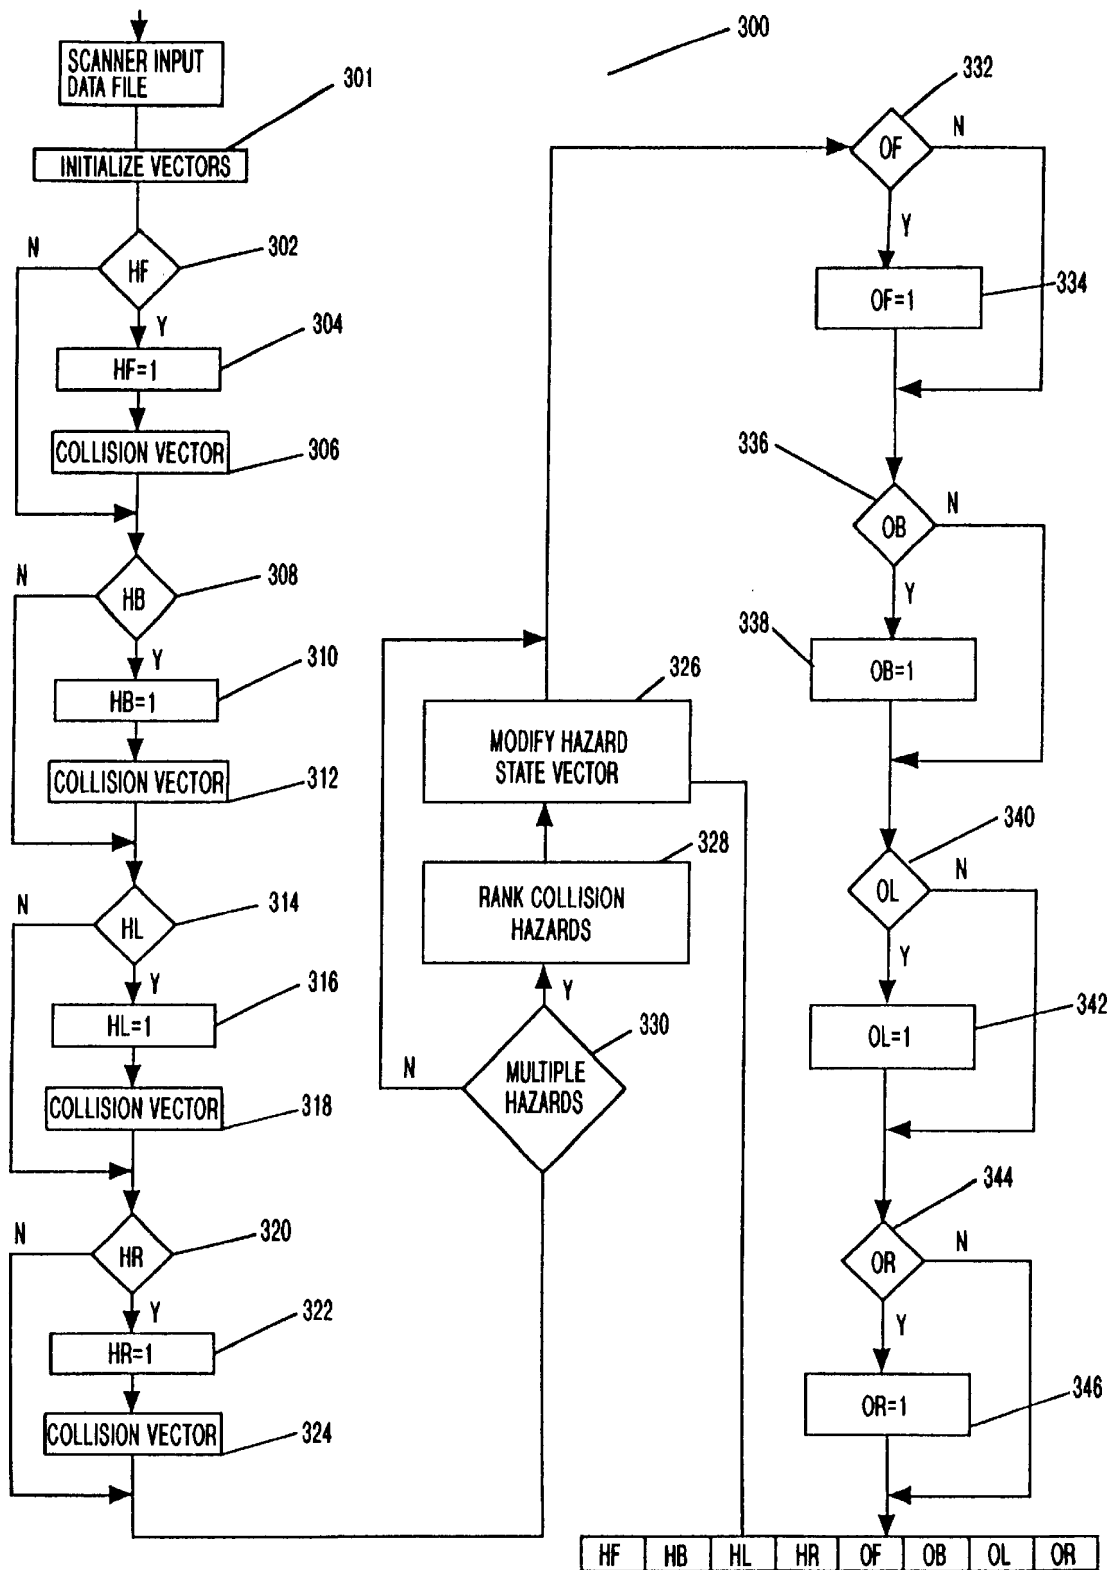 SCANNER INPUT
DATA FILE
301
INITIALIZE VECTORS
N
HF
302
Y
304
HF=1
COLLISION VECTOR
306
N
HB
308
Y
310
HB=1
COLLISION VECTOR
312
N
HL
314
Y
316
HL=1
COLLISION VECTOR
318
N
HR
320
Y
322
HR=1
COLLISION VECTOR
324
300
326
MODIFY HAZARD
STATE VECTOR
328
RANK COLLISION
HAZARDS
Y
330
N
MULTIPLE
HAZARDS
332
OF
N
Y
334
OF=1
336
OB
N
Y
338
OB=1
340
OL
N
Y
342
OL=1
344
OR
N
Y
346
OR=1
HF HB HL HR OF OB OL OR